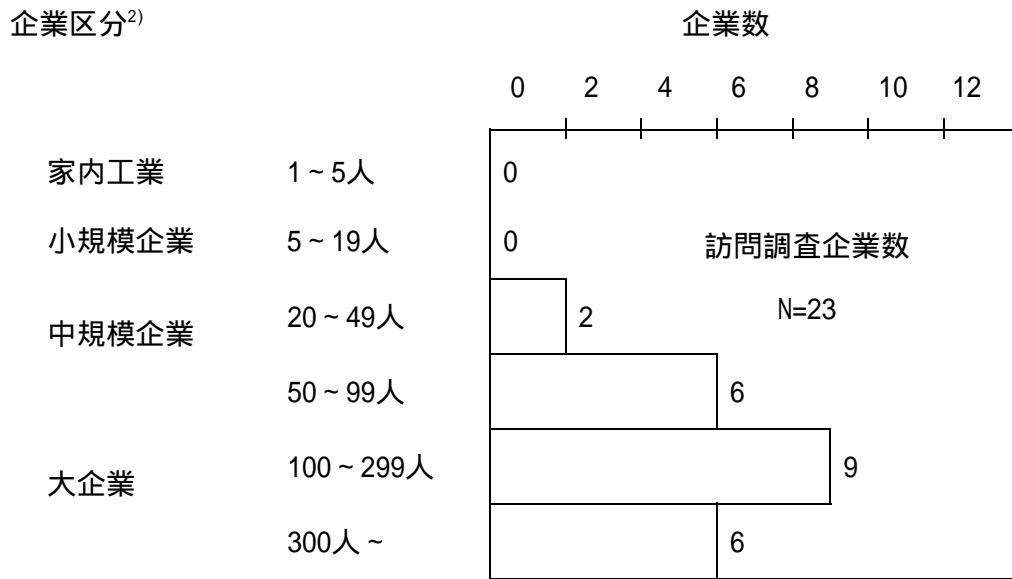 企業区分2) 企業数
0 2 4 6 8 10 12
家内工業 1 ~ 5人 0
小規模企業 5 ~ 19人 0 訪問調査企業数
中規模企業 20 ~ 49人 2 N=23
50 ~ 99人 6
大企業 100 ~ 299人 9
300人 ~ 6